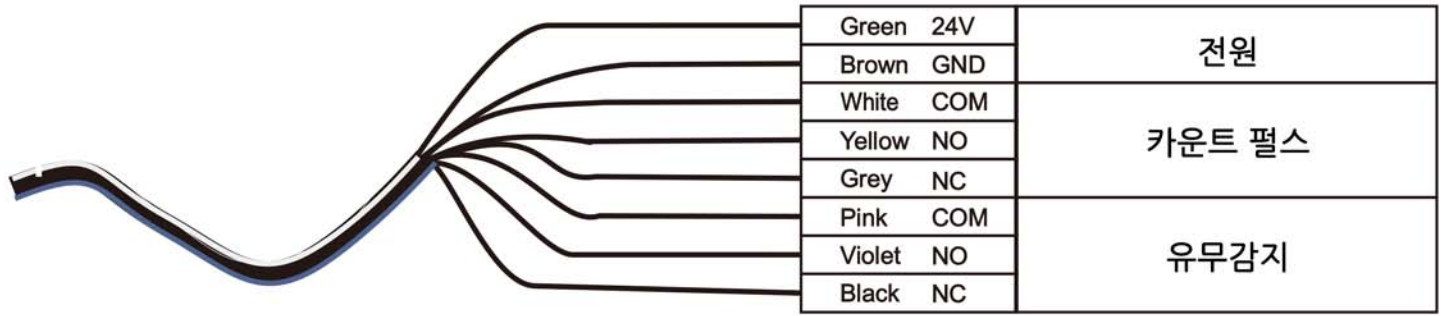 Green 24V
전원
Brown GND
White COM
Yellow NO
카운트 펄스
Grey NC
Pink COM
Violet NO
유무감지
Black NC